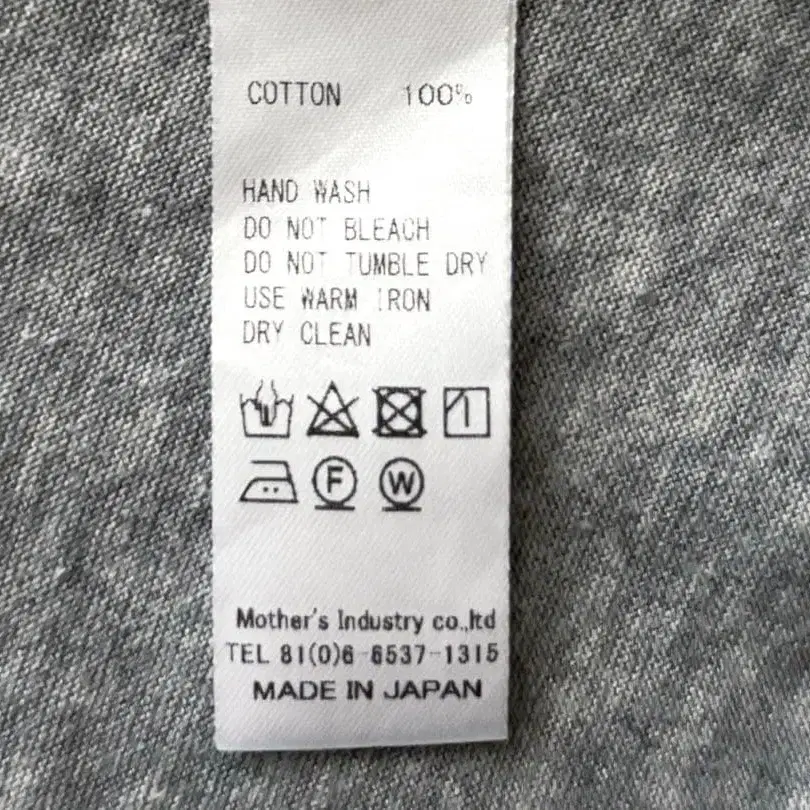 COTTON 100%
HAND WASH
DO NOT BLEACH
DO NOT TUMBLE DRY
USE WARM IRON
DRY CLEAN
F W
Mother's Industry co.,ltd
TEL 81(0)6-6537-1315
MADE IN JAPAN